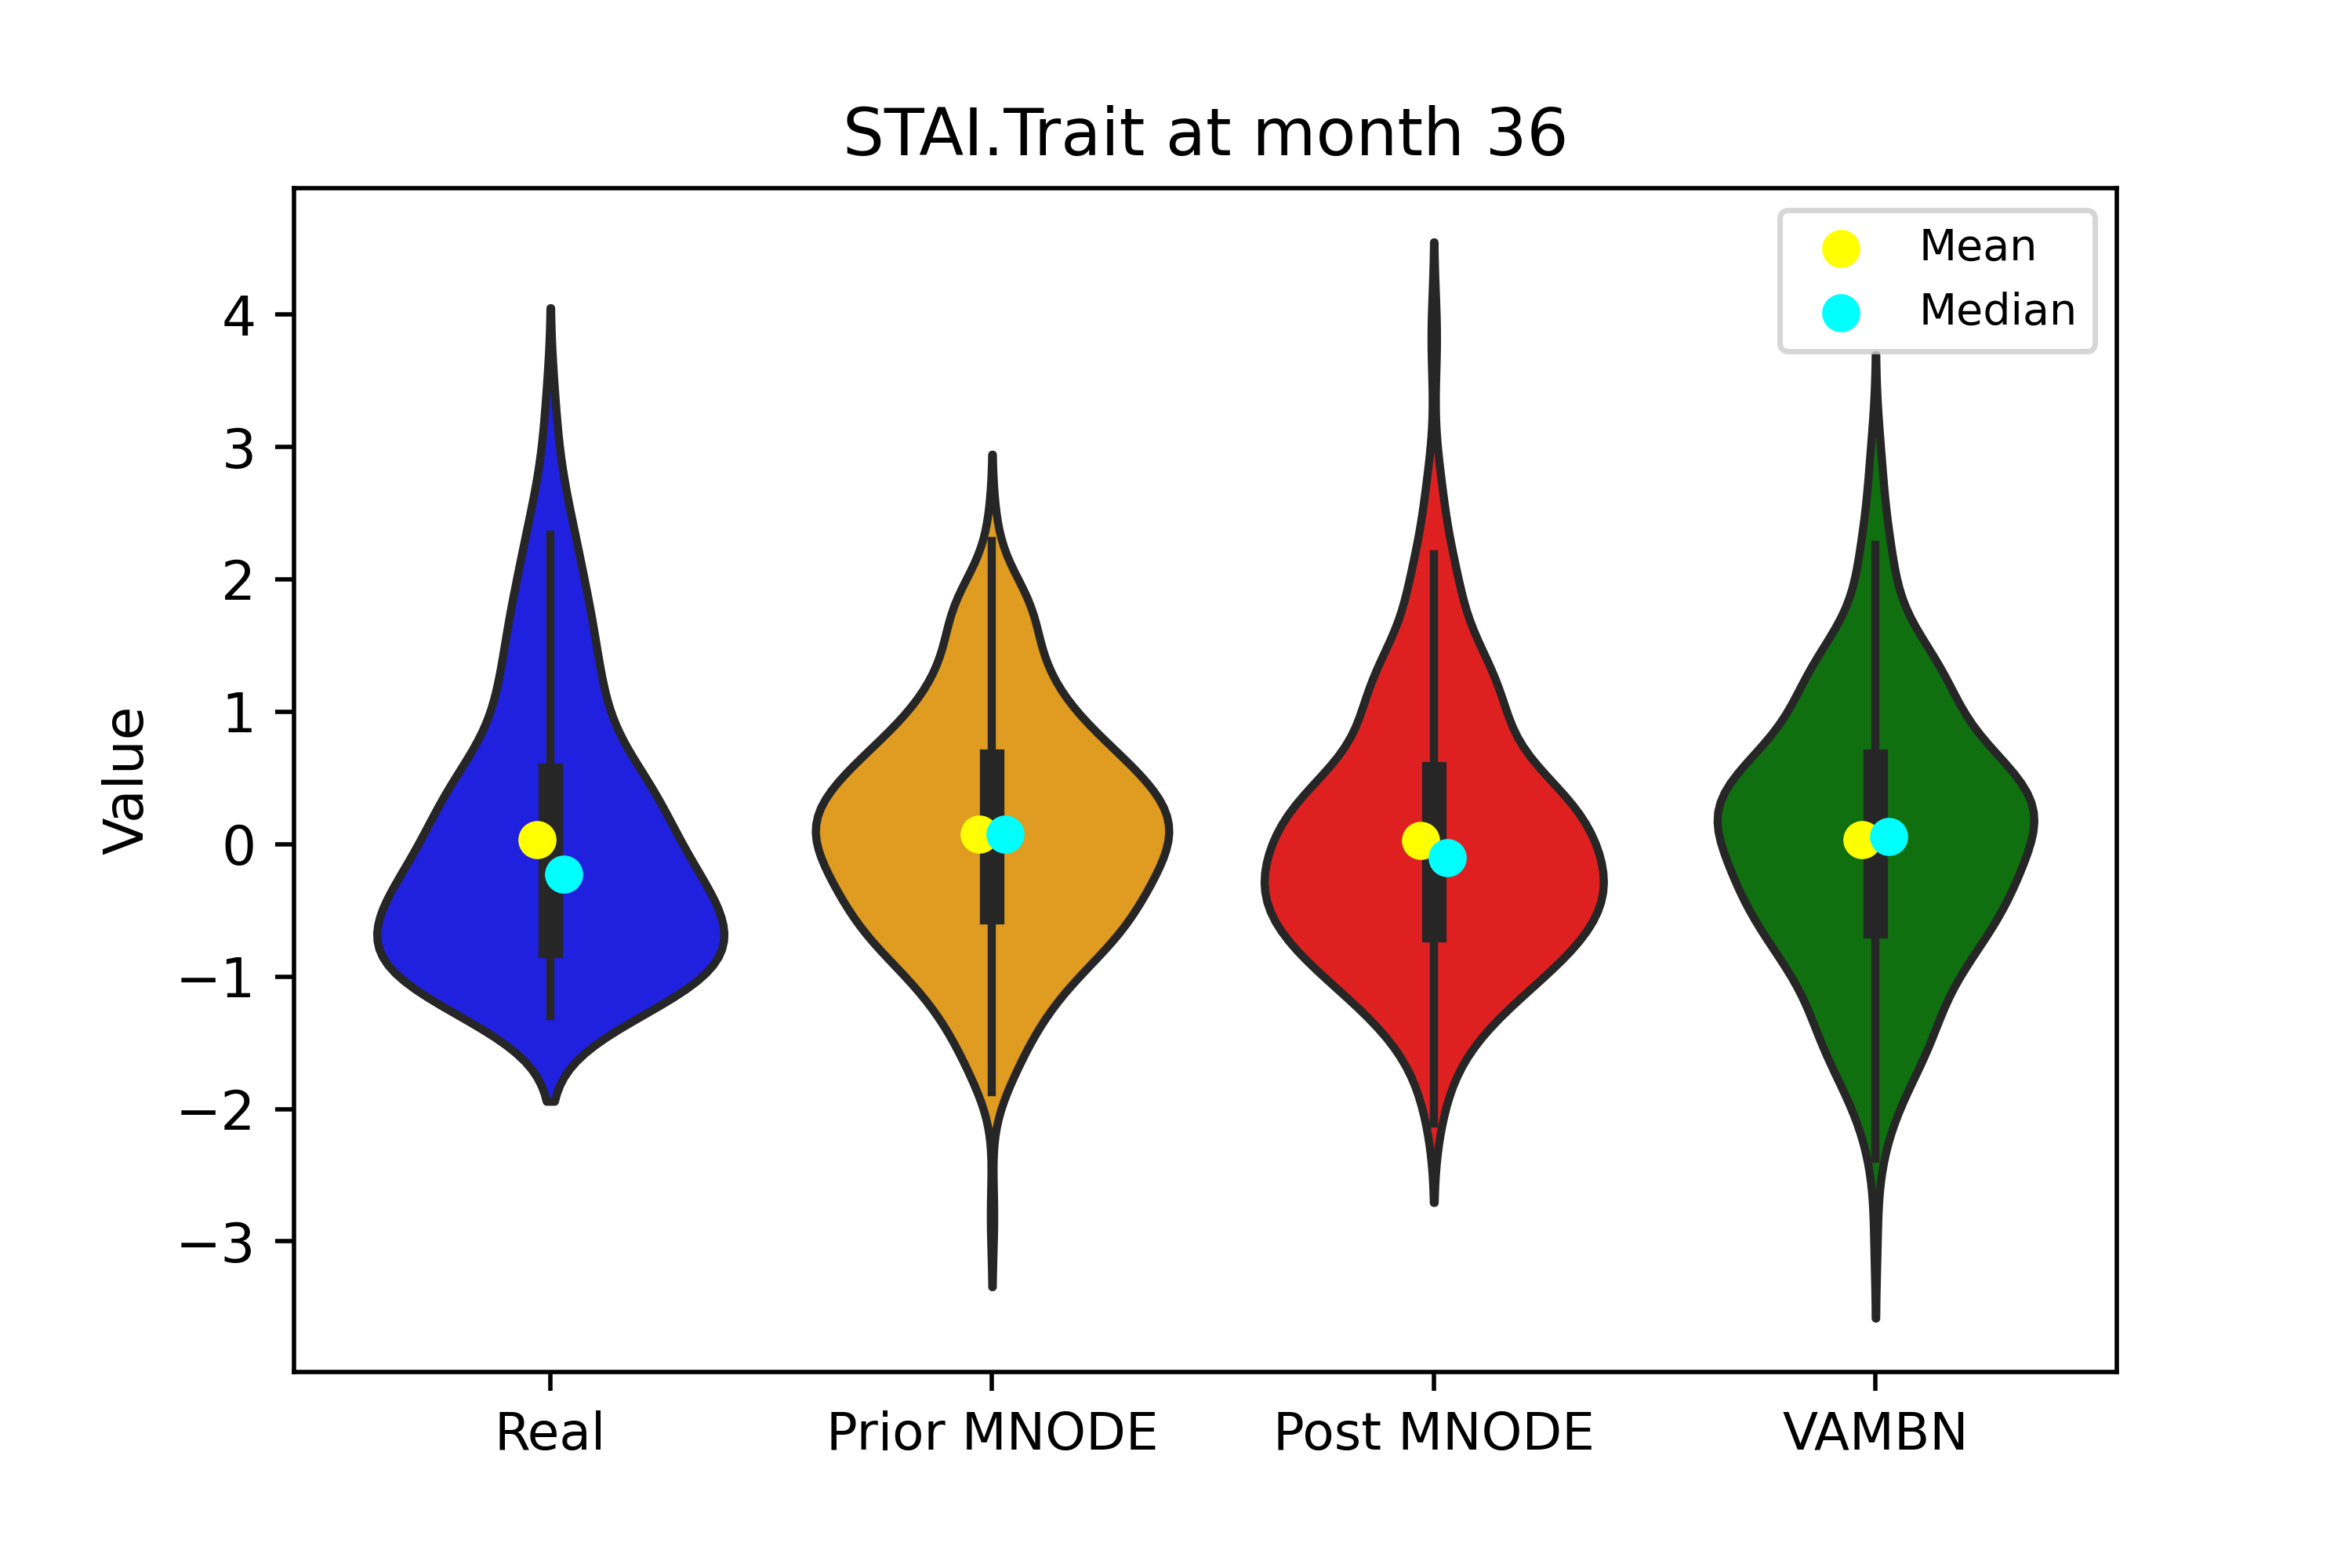 STAI.Trait at month 36
Mean
Median
Value
4
3
2
1
0
−1
−2
−3
Real
Prior MNODE
Post MNODE
VAMBN